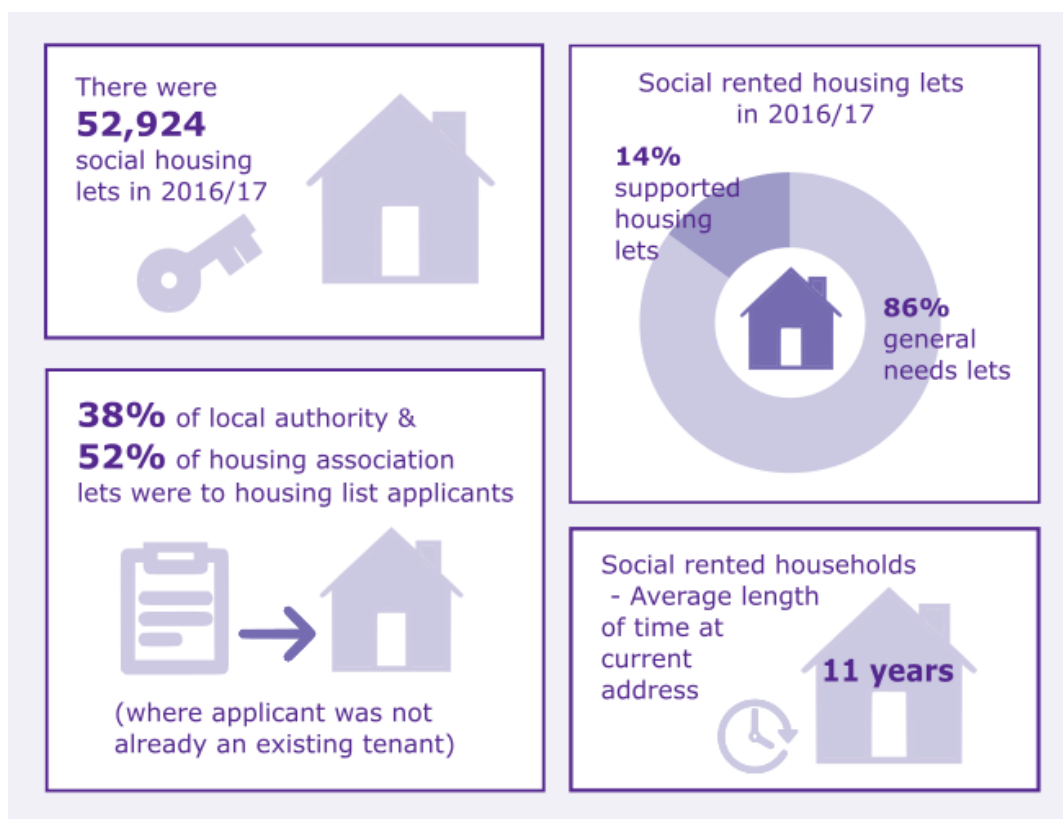 There were
52,924
social housing
lets in 2016/17
Social rented housing lets
in 2016/17
14%
supported
housing
lets
86%
general
needs lets
38% of local authority &
52% of housing association
lets were to housing list applicants
(where applicant was not
already an existing tenant)
Social rented households
- Average length
of time at
current
address
11 years